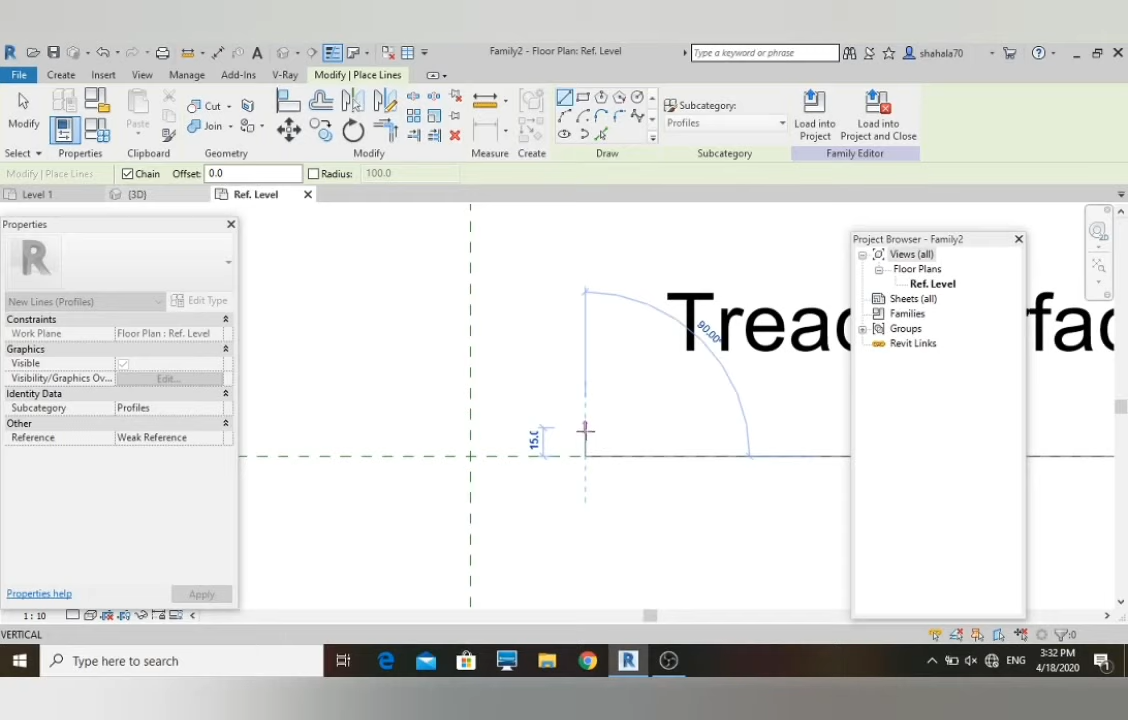 Family2 - Floor Plan: Ref. Level
Type a keyword or phrase
shahala70
File
Create
Insert
View
Manage
Add-Ins
V-Ray
Modify | Place Lines
Modify
Paste
Cut
Join
Subcategory:
Profiles
Load into
Project
Load into
Project and Close
Select
Properties
Clipboard
Geometry
Modify
Measure
Create
Draw
Subcategory
Family Editor
Modify | Place Lines
Chain
Offset:
0.0
Radius:
100.0
Level 1
(3D)
Ref. Level
Properties
New Lines (Profiles)
Edit Type
Constraints
Work Plane
Floor Plan : Ref. Level
Graphics
Visible
Visibility/Graphics Ov...
Edit...
Identity Data
Subcategory
Profiles
Other
Reference
Weak Reference
Properties help
Apply
90.00°
15.0
Project Browser - Family2
Views (all)
Floor Plans
Ref. Level
Sheets (all)
Families
Groups
Revit Links
1 : 10
VERTICAL
:0
Type here to search
ENG
3:32 PM
4/18/2020